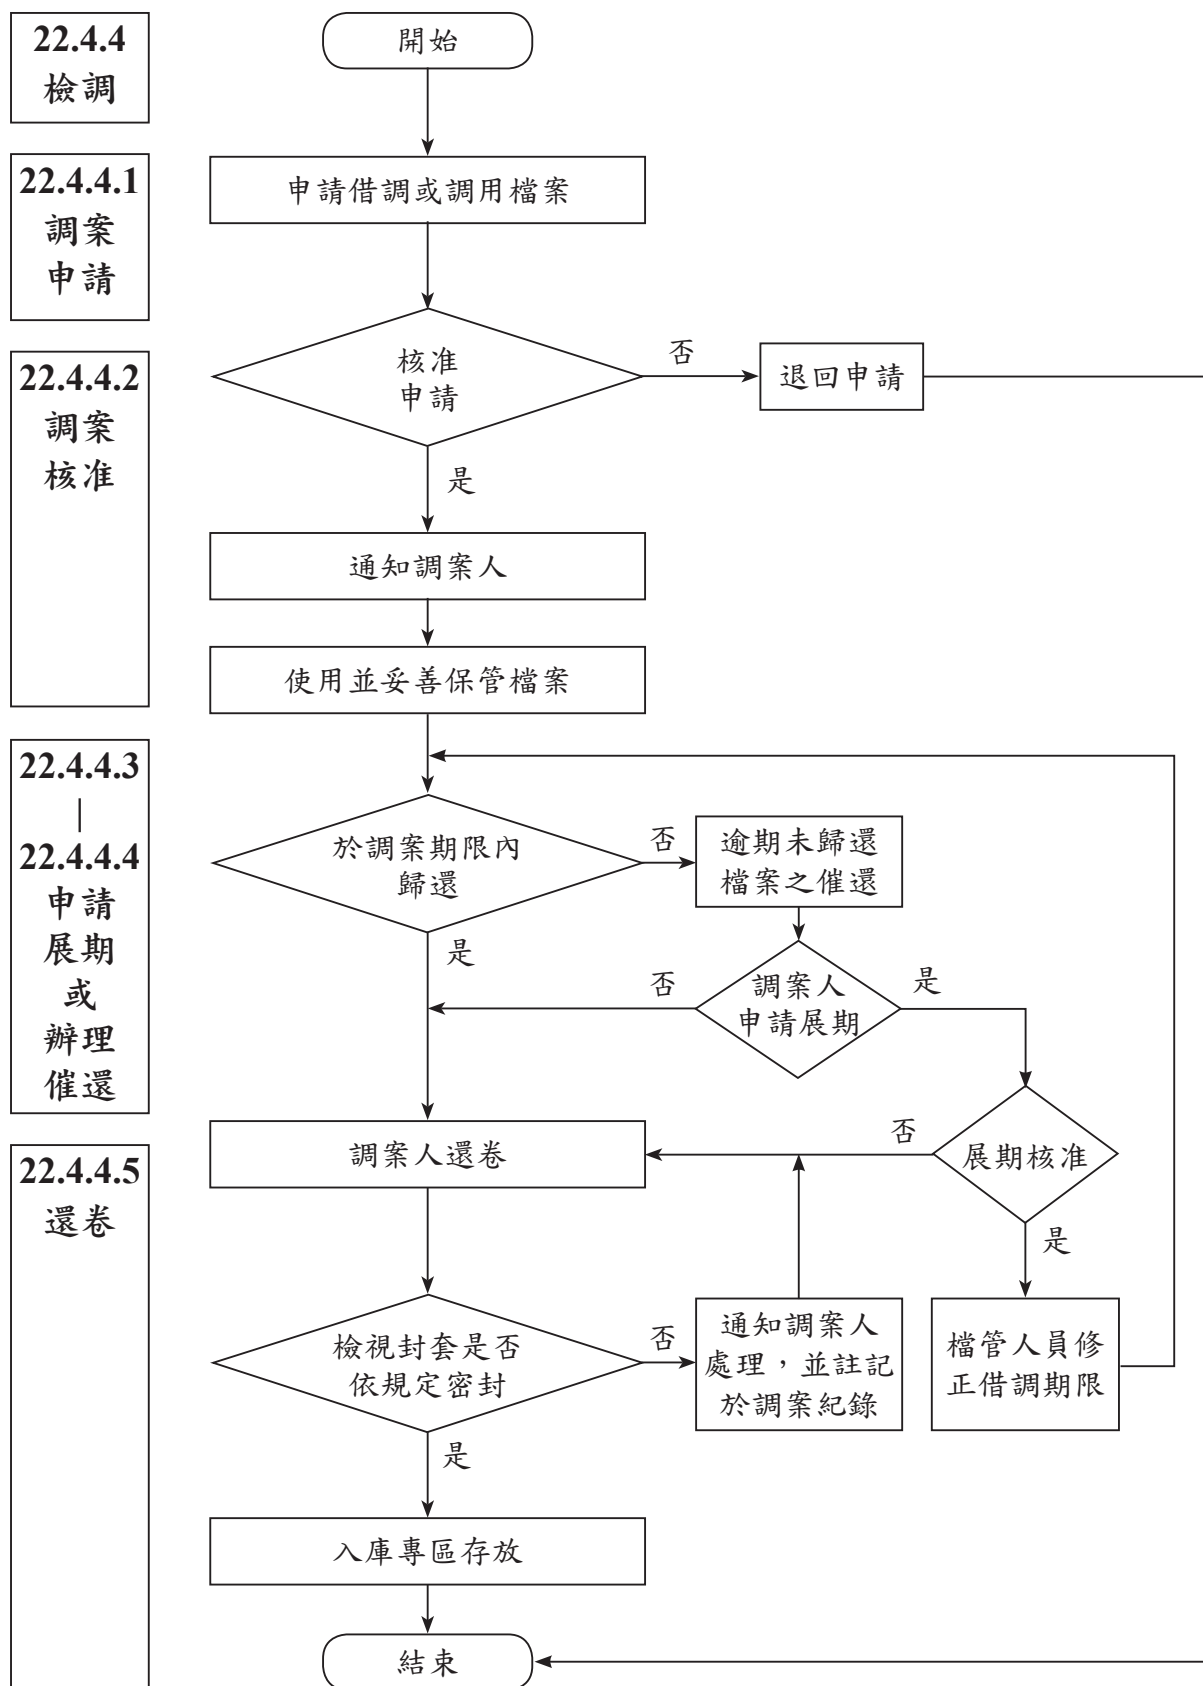 22.4.4
檢調
22.4.4.1
調案
申請
22.4.4.2
調案
核准
22.4.4.3
|
22.4.4.4
申請
展期
或
辦理
催還
22.4.4.5
還卷
開始
申請借調或調用檔案
核准
申請
否
退回申請
是
通知調案人
使用並妥善保管檔案
於調案期限內
歸還
否
逾期未歸還
檔案之催還
是
調案人
申請展期
否
是
調案人還卷
展期核准
否
是
檔管人員修
正借調期限
檢視封套是否
依規定密封
否
通知調案人
處理，並註記
於調案紀錄
是
入庫專區存放
結束